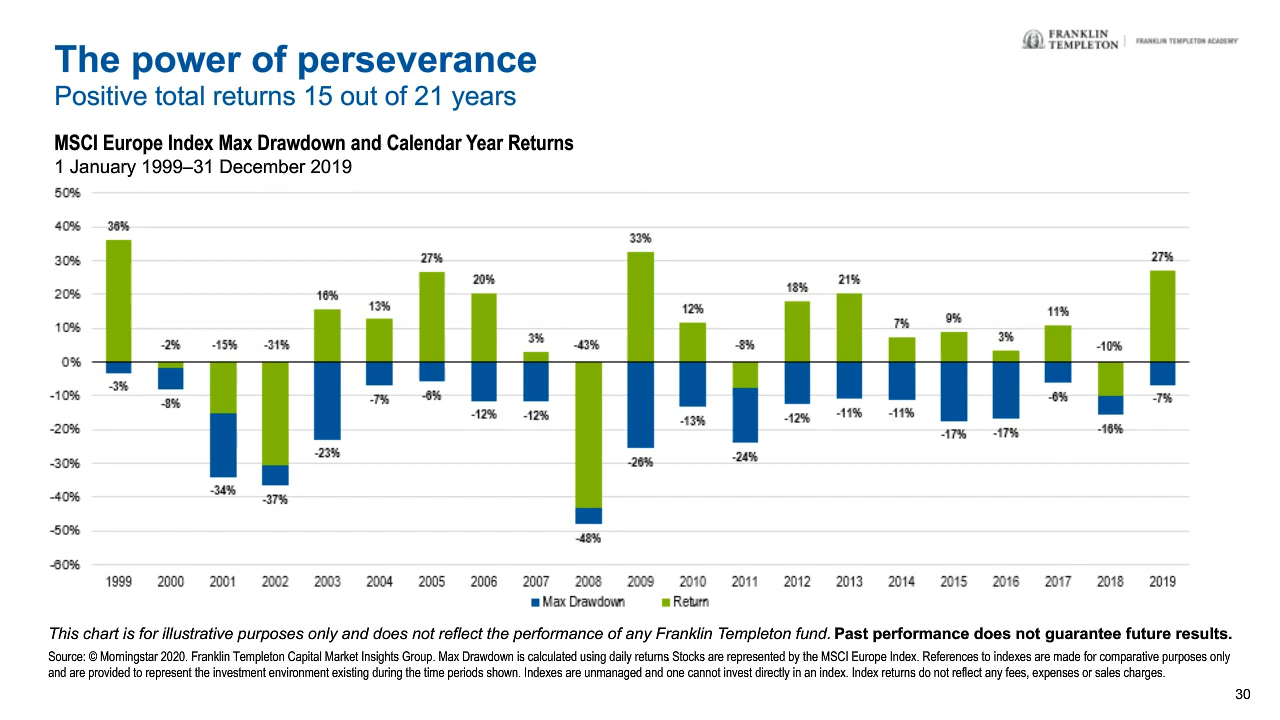 FRANKLIN
TEMPLETON
FRANKLIN TEMPLETON ACADEMY
The power of perseverance
Positive total returns 15 out of 21 years
MSCI Europe Index Max Drawdown and Calendar Year Returns
1 January 1999–31 December 2019
50%
40%
30%
20%
10%
0%
-10%
-20%
-30%
-40%
-50%
-60%
36% -2% -15% -31% 16% 13% 27% 20% 3% -43% 33% 12% -8% 18% 21% 7% 9% 3% 11% -10% 27%
-3% -8% -34% -37% -23% -7% -6% -12% -12% -48% -26% -13% -24% -12% -11% -11% -17% -17% -6% -16% -7%
1999 2000 2001 2002 2003 2004 2005 2006 2007 2008 2009 2010 2011 2012 2013 2014 2015 2016 2017 2018 2019
Max Drawdown Return
This chart is for illustrative purposes only and does not reflect the performance of any Franklin Templeton fund. Past performance does not guarantee future results.
Source: © Morningstar 2020. Franklin Templeton Capital Market Insights Group. Max Drawdown is calculated using daily returns. Stocks are represented by the MSCI Europe Index. References to indexes are made for comparative purposes only
and are provided to represent the investment environment existing during the time periods shown. Indexes are unmanaged and one cannot invest directly in an index. Index returns do not reflect any fees, expenses or sales charges.
30